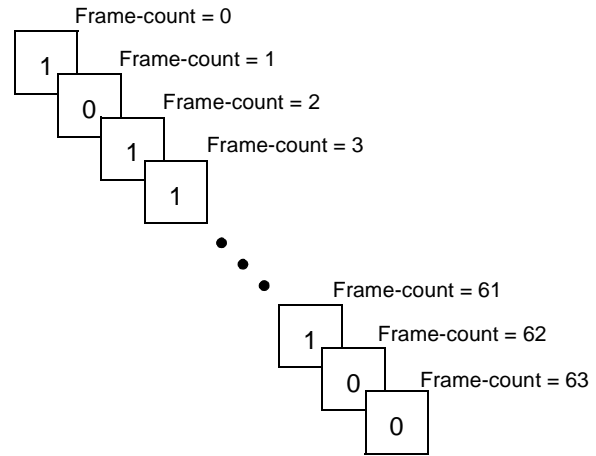 Frame-count = 0
1
Frame-count = 1
0
Frame-count = 2
1
Frame-count = 3
1
Frame-count = 61
1
Frame-count = 62
0
Frame-count = 63
0